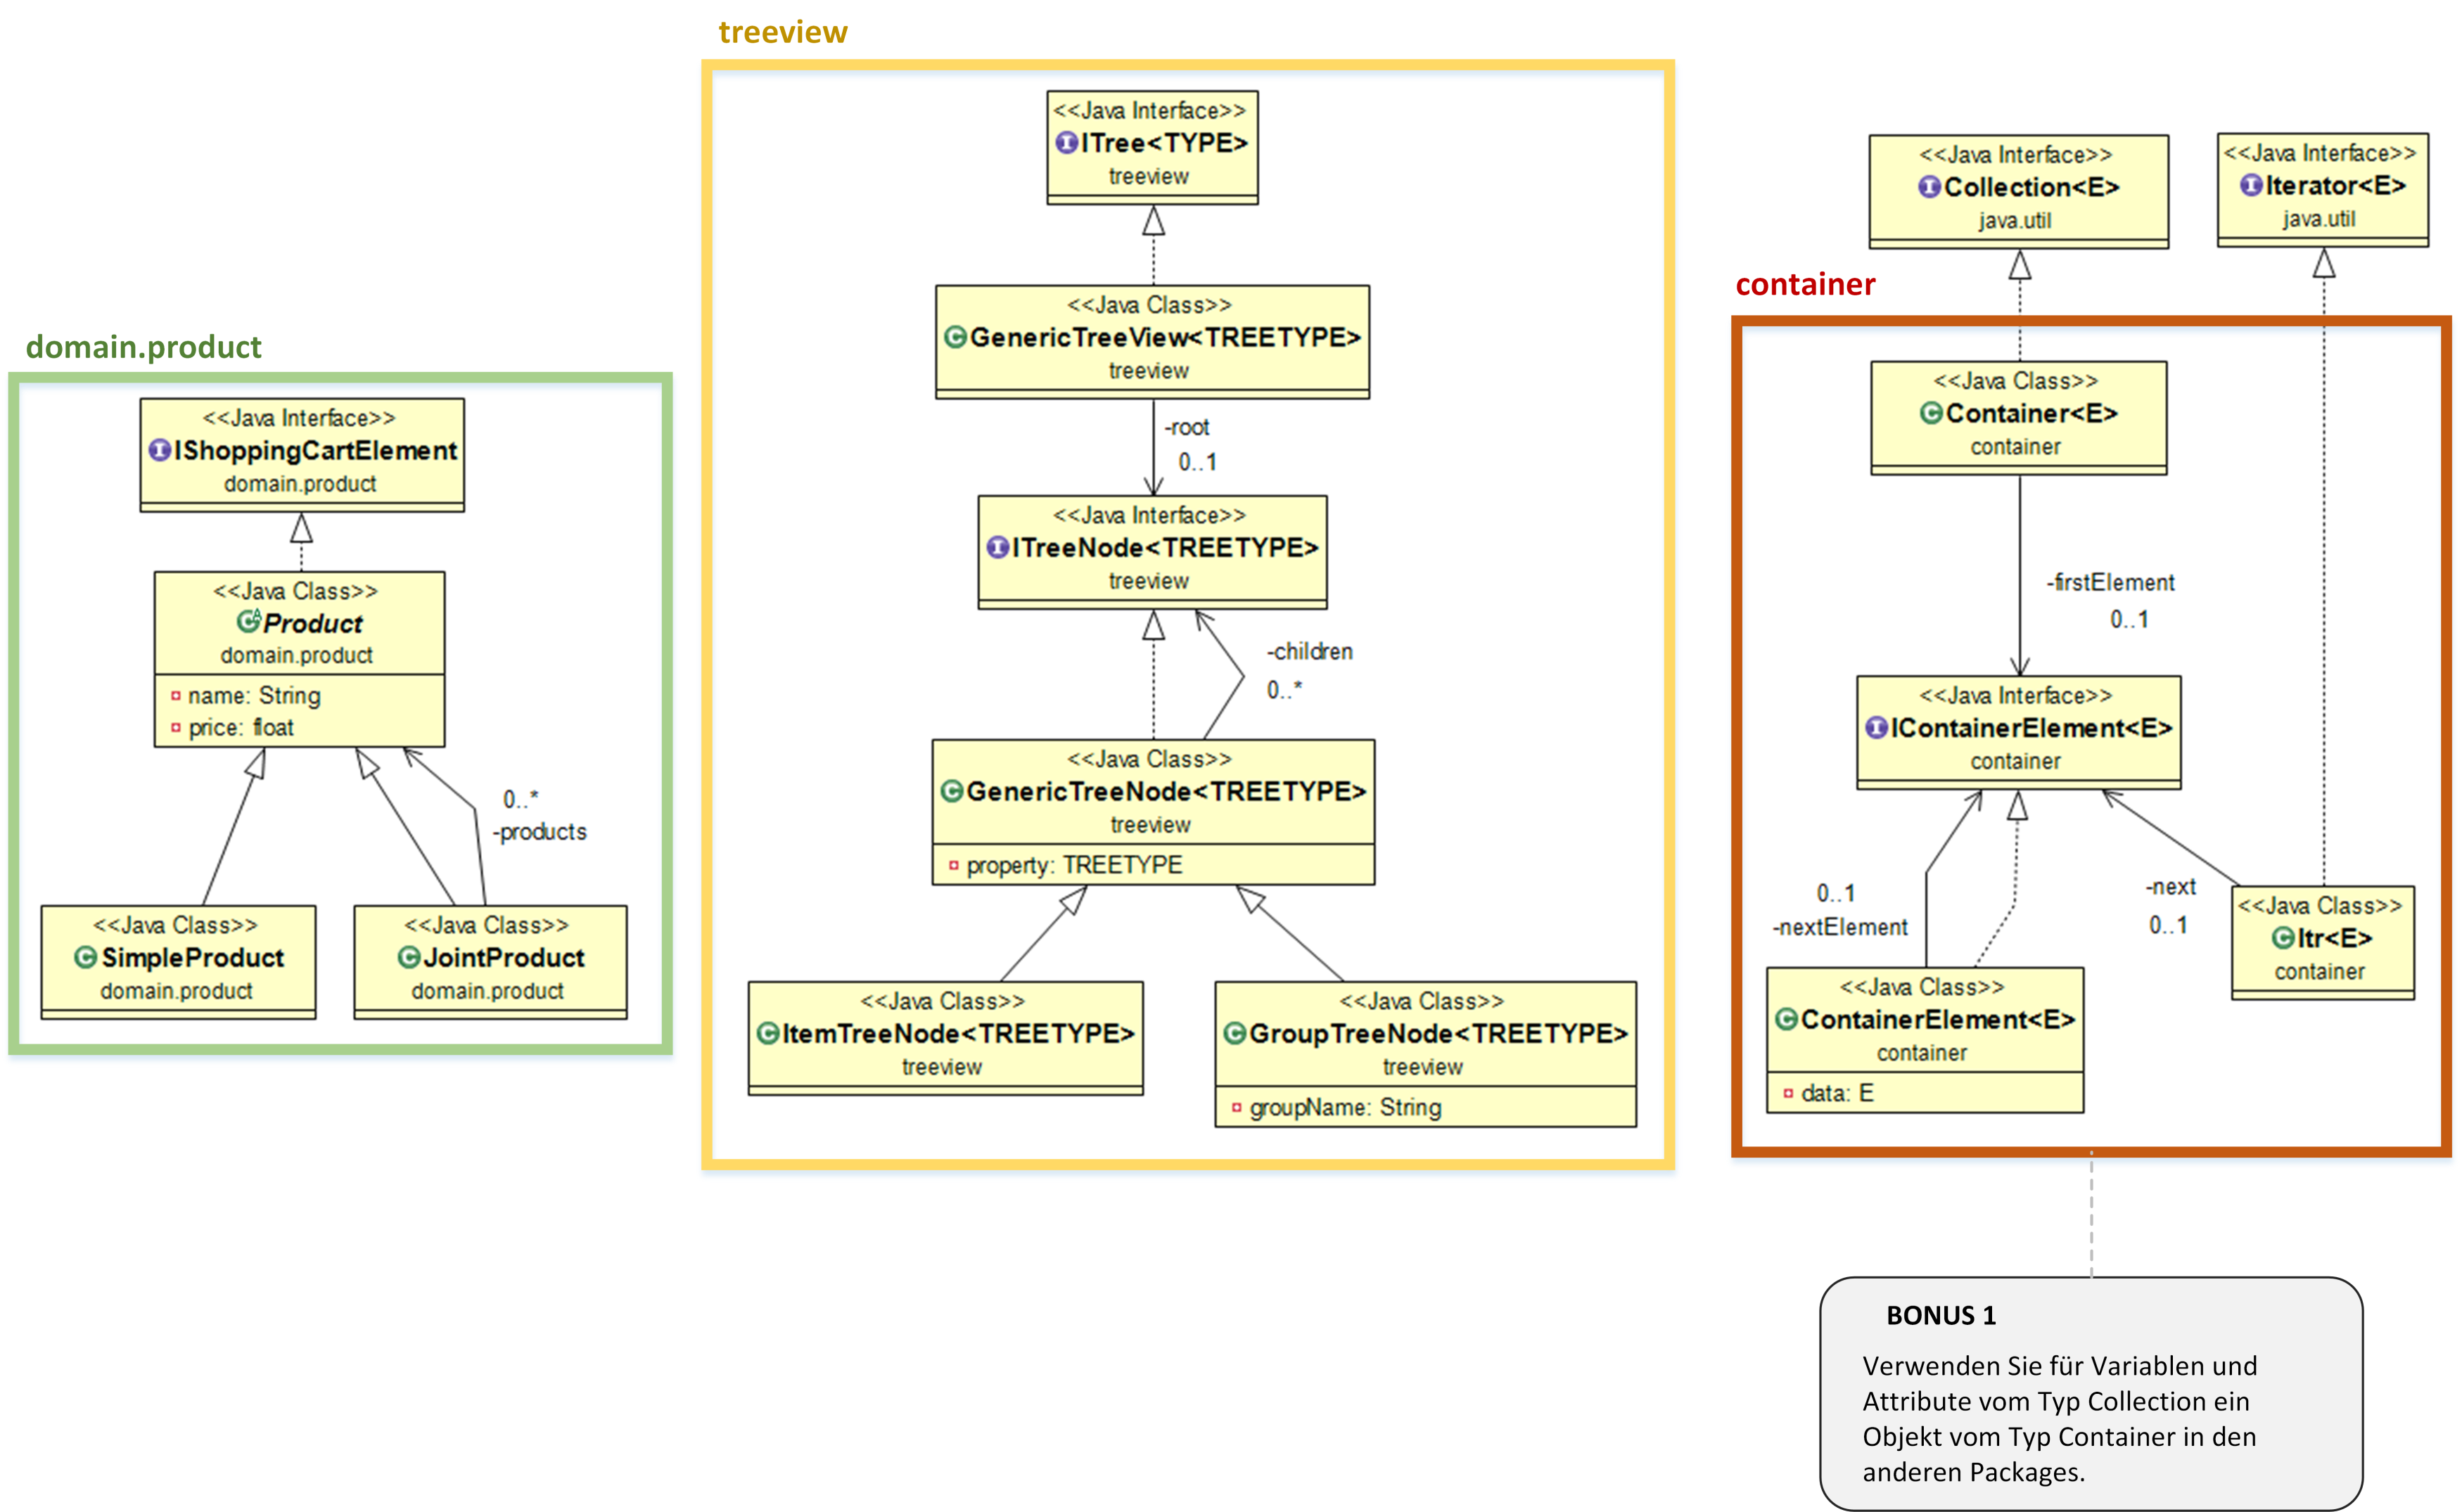 domain.product
<<Java Interface>>
IShoppingCartElement
domain.product
<<Java Class>>
Product
domain.product
name: String
price: float
0..*
-products
<<Java Class>>
SimpleProduct
domain.product
<<Java Class>>
JointProduct
domain.product
treeview
<<Java Interface>>
ITree<TYPE>
treeview
<<Java Class>>
GenericTreeView<TREETYPE>
treeview
-root
0..1
<<Java Interface>>
ITreeNode<TREETYPE>
treeview
-children
0..*
<<Java Class>>
GenericTreeNode<TREETYPE>
treeview
property: TREETYPE
<<Java Class>>
ItemTreeNode<TREETYPE>
treeview
<<Java Class>>
GroupTreeNode<TREETYPE>
treeview
groupName: String
<<Java Interface>>
Collection<E>
java.util
<<Java Interface>>
Iterator<E>
java.util
container
<<Java Class>>
Container<E>
container
-firstElement
0..1
<<Java Interface>>
IContainerElement<E>
container
0..1
-nextElement
-next
0..1
<<Java Class>>
Itr<E>
container
<<Java Class>>
ContainerElement<E>
container
data: E
BONUS 1
Verwenden Sie für Variablen und
Attribute vom Typ Collection ein
Objekt vom Typ Container in den
anderen Packages.